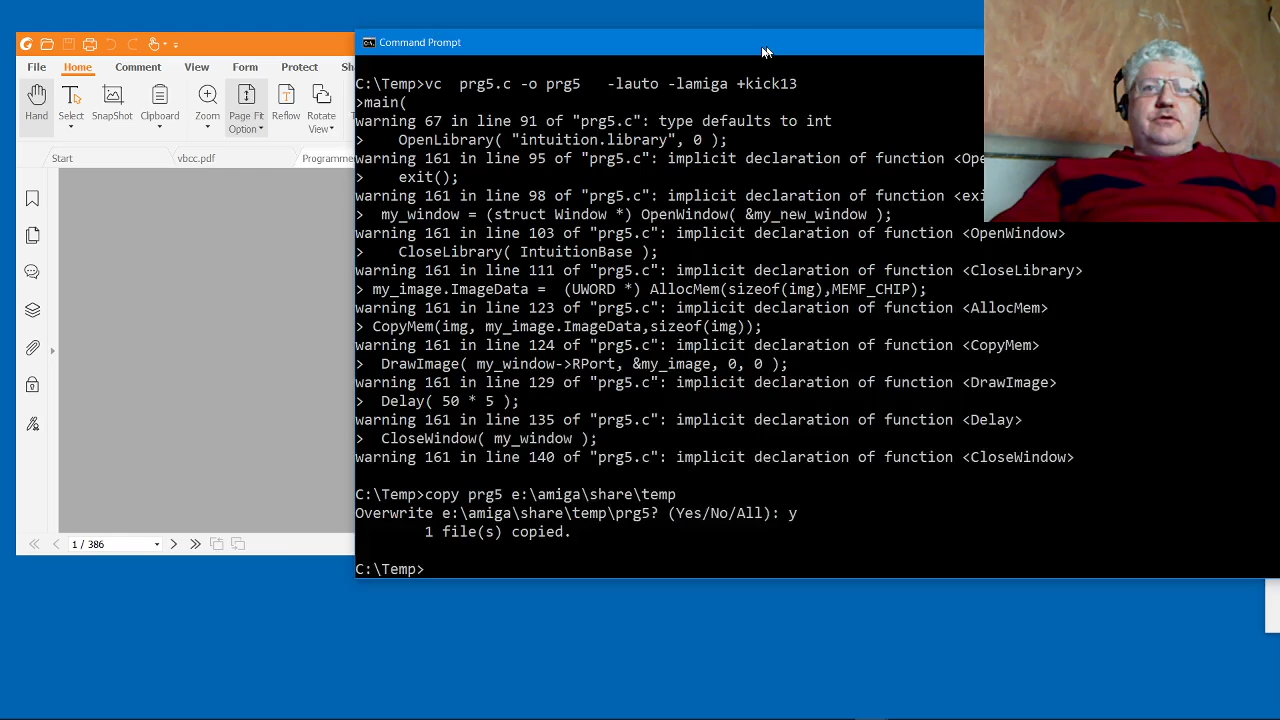 File
Home
Comment
View
Form
Protect
Sh
Hand
Select
SnapShot
Clipboard
Zoom
Page Fit
Option
Reflow
Rotate
View
Start
vbcc.pdf
Programme
1 / 386
Command Prompt
C:\Temp>vc  prg5.c -o prg5   -lauto -lamiga +kick13
>main(
warning 67 in line 91 of "prg5.c": type defaults to int
>    OpenLibrary( "intuition.library", 0 );
warning 161 in line 95 of "prg5.c": implicit declaration of function <Ope
>    exit();
warning 161 in line 98 of "prg5.c": implicit declaration of function <exi
>  my_window = (struct Window *) OpenWindow( &my_new_window );
warning 161 in line 103 of "prg5.c": implicit declaration of function <OpenWindow>
>    CloseLibrary( IntuitionBase );
warning 161 in line 111 of "prg5.c": implicit declaration of function <CloseLibrary>
> my_image.ImageData =  (UWORD *) AllocMem(sizeof(img),MEMF_CHIP);
warning 161 in line 123 of "prg5.c": implicit declaration of function <AllocMem>
> CopyMem(img, my_image.ImageData,sizeof(img));
warning 161 in line 124 of "prg5.c": implicit declaration of function <CopyMem>
>  DrawImage( my_window->RPort, &my_image, 0, 0 );
warning 161 in line 129 of "prg5.c": implicit declaration of function <DrawImage>
>  Delay( 50 * 5 );
warning 161 in line 135 of "prg5.c": implicit declaration of function <Delay>
>  CloseWindow( my_window );
warning 161 in line 140 of "prg5.c": implicit declaration of function <CloseWindow>
C:\Temp>copy prg5 e:\amiga\share\temp
Overwrite e:\amiga\share\temp\prg5? (Yes/No/All): y
        1 file(s) copied.
C:\Temp>